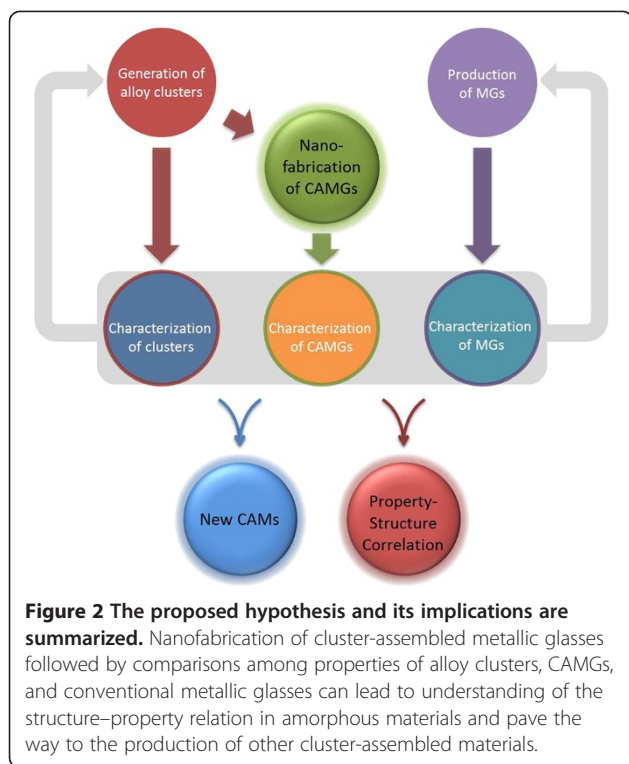 Generation of
alloy clusters
Production
of MGs
Nano-
fabrication
of CAMGs
Characterization
of clusters
Characterization
of CAMGs
Characterization
of MGs
New CAMs
Property-
Structure
Correlation
Figure 2 The proposed hypothesis and its implications are
summarized. Nanofabrication of cluster-assembled metallic glasses
followed by comparisons among properties of alloy clusters, CAMGs,
and conventional metallic glasses can lead to understanding of the
structure–property relation in amorphous materials and pave the
way to the production of other cluster-assembled materials.